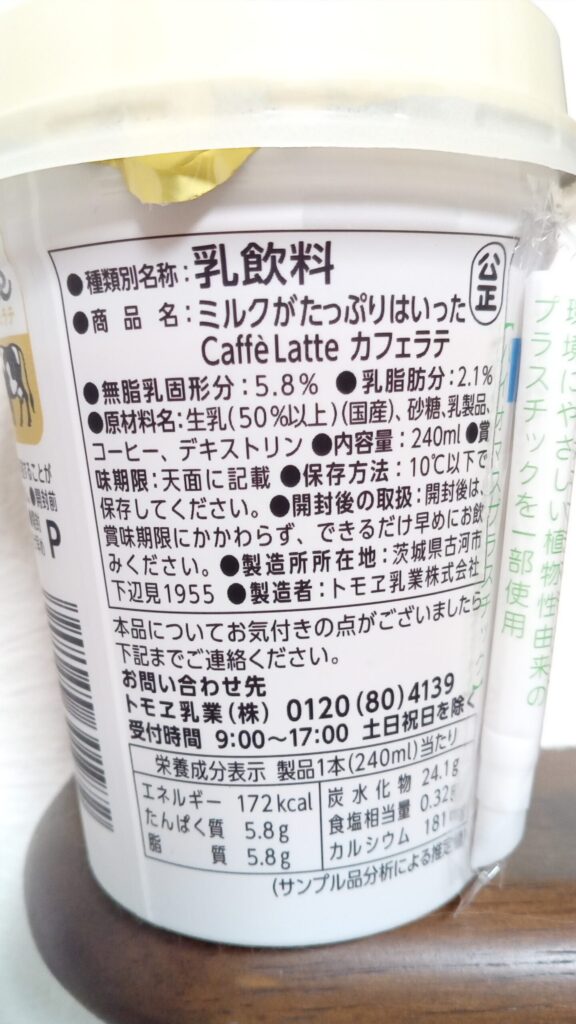 ●種類別名称：乳飲料
公正
●商品名：ミルクがたっぷりはいった
Caffè Latte カフェラテ
●無脂乳固形分：5.8% ●乳脂肪分：2.1%
●原材料名：生乳(50%以上)(国産)、砂糖、乳製品、
コーヒー、デキストリン ●内容量：240ml ●賞
味期限：天面に記載 ●保存方法：10℃以下で
保存してください。●開封後の取扱：開封後は、
賞味期限にかかわらず、できるだけ早めにお飲
みください。●製造所所在地：茨城県古河市
下辺見1955 ●製造者：トモヱ乳業株式会社
本品についてお気付きの点がございましたら
下記までご連絡ください。
お問い合わせ先
トモヱ乳業(株) 0120(80)4139
受付時間 9:00〜17:00 土日祝日を除く
栄養成分表示 製品1本(240ml)当たり
エネルギー 172kcal
たんぱく質 5.8g
脂質 5.8g
炭水化物 24.1g
食塩相当量 0.32g
カルシウム 181mg
(サンプル品分析による推定値)
環境にやさしい植物性由来の
プラスチックを一部使用
ラテ
することが
●開封前
P